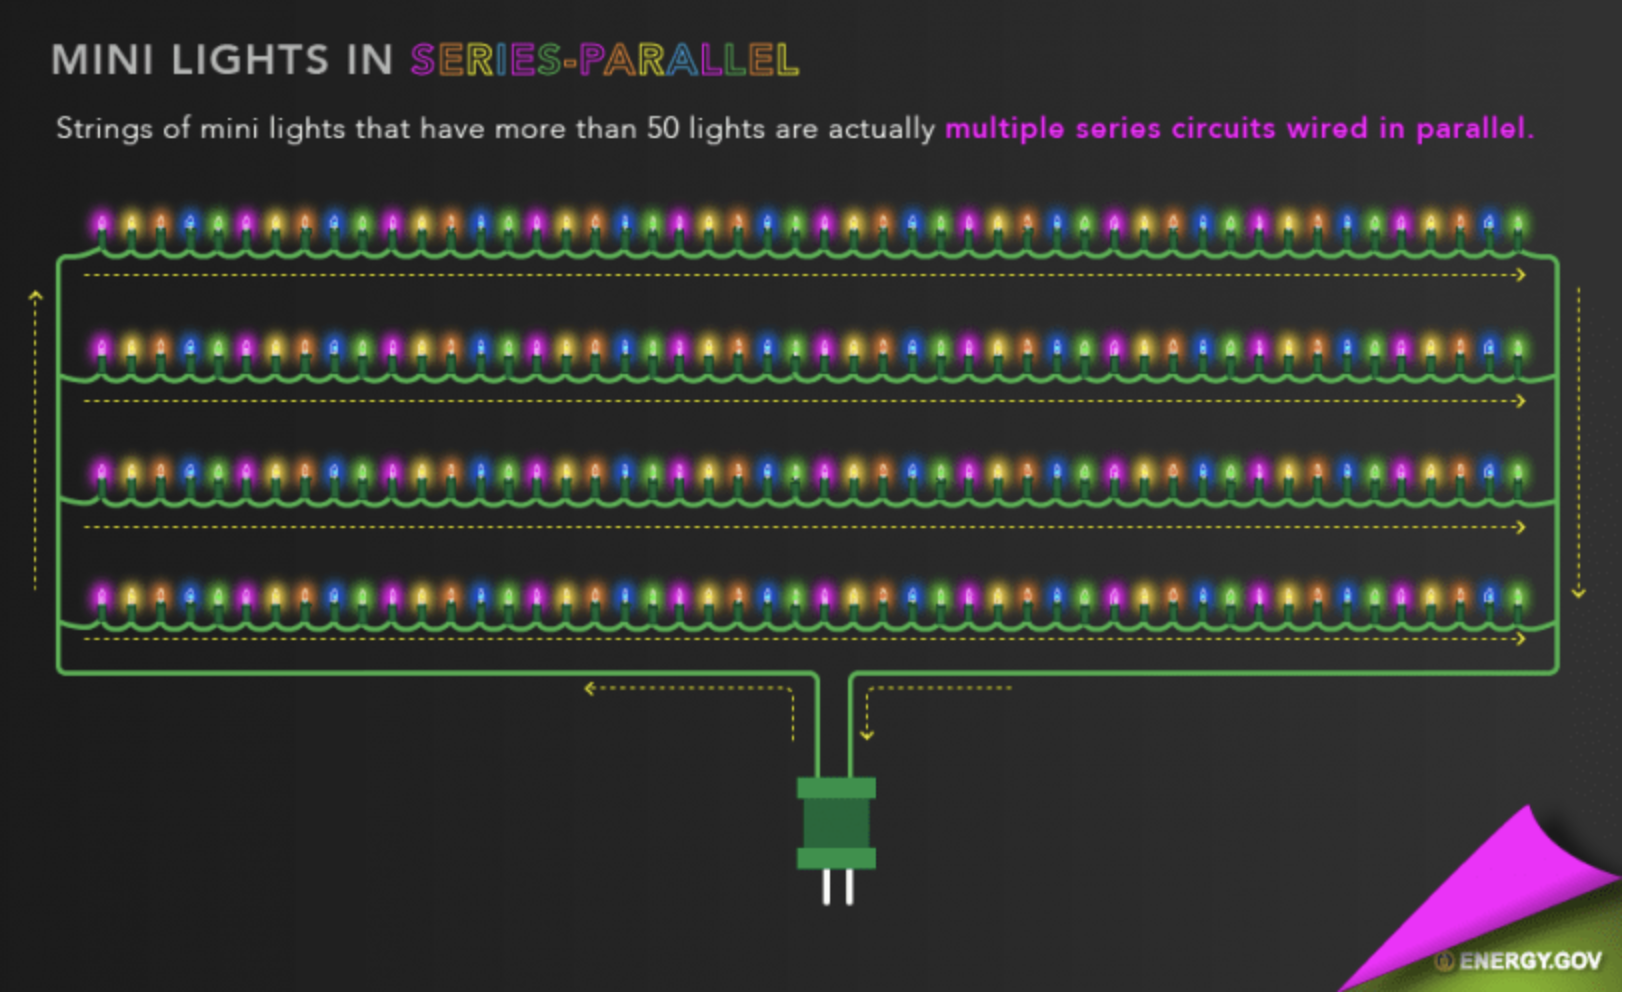 MINI LIGHTS IN SERIES-PARALLEL
Strings of mini lights that have more than 50 lights are actually multiple series circuits wired in parallel.
ENERGY.GOV